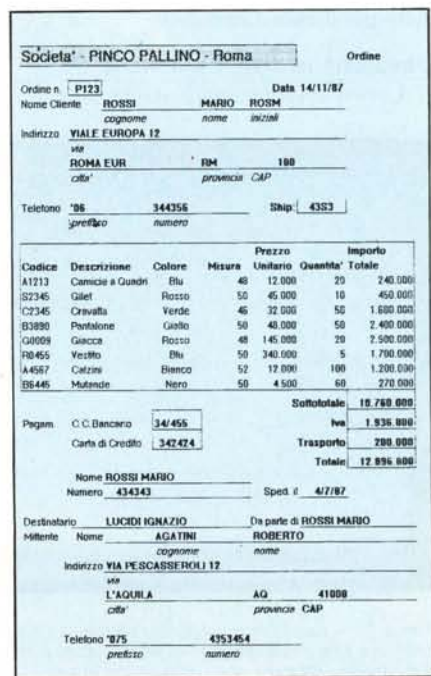 Societa' - PINCO PALLINO - Roma Ordine
Ordine n. P123 Data 14/11/87
Nome Cliente ROSSI MARIO ROSM
cognome nome iniziali
Indirizzo VIALE EUROPA 12
via
ROMA EUR RM 100
citta' provincia CAP
Telefono '06 344356 Ship: 43S3
prefisso numero
Prezzo Importo
Codice Descrizione Colore Misura Unitario Quantita' Totale
A1213 Camicie a Quadri Blu 48 12.000 20 240.000
S2345 Gilet Rosso 50 45.000 10 450.000
C2345 Cravatta Verde 46 32.000 50 1.600.000
B3890 Pantalone Giallo 50 48.000 50 2.400.000
G0009 Giacca Rosso 48 145.000 20 2.500.000
R0455 Vestito Blu 50 340.000 5 1.700.000
A4567 Calzini Bianco 52 12.000 100 1.200.000
B6445 Mutande Nero 50 4.500 60 270.000
Sottototale 10.760.000
Pagam. C.C.Bancario 34/455 Iva 1.936.800
Carta di Credito 342424 Trasporto 200.000
Totale 12.896.800
Nome ROSSI MARIO
Numero 434343 Sped. il 4/7/87
Destinatario LUCIDI IGNAZIO Da parte di ROSSI MARIO
Mittente Nome AGATINI ROBERTO
cognome nome
Indirizzo VIA PESCASSEROLI 12
via
L'AQUILA AQ 41000
citta' provincia CAP
Telefono '075 4353454
prefisso numero